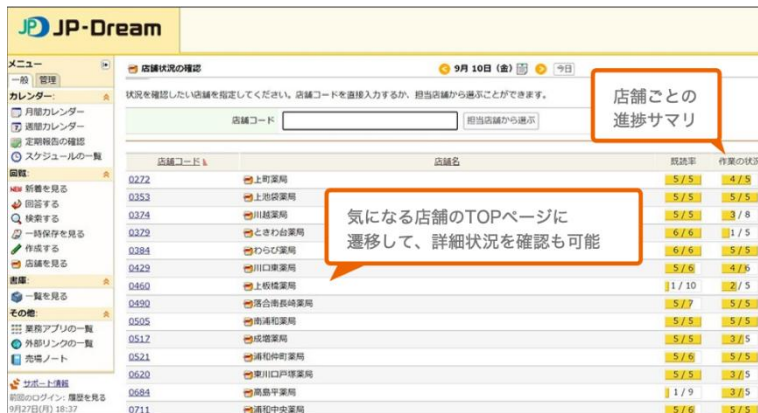 JP JP-Dream
メニュー
一般 管理
カレンダー:
月間カレンダー
週間カレンダー
定期報告の確認
スケジュールの一覧
回覧:
NEW 新着を見る
回答する
検索する
一時保存を見る
作成する
店舗を見る
書庫:
一覧を見る
その他:
業務アプリの一覧
外部リンクの一覧
売場ノート
サポート情報
前回のログイン: 履歴を見る
9月27日(月) 18:37
店舗状況の確認
9月 10日 (金) 今日
状況を確認したい店舗を指定してください。店舗コードを直接入力するか、担当店舗から選ぶことができます。
店舗コード 担当店舗から選ぶ
店舗ごとの
進捗サマリ
店舗コード 店舗名 既読率 作業の状況
0272 上町薬局 5 / 5 4 / 5
0353 上池袋薬局 5 / 5 5 / 5
0374 川越薬局 5 / 5 3 / 8
0379 ときわ台薬局 6 / 6 1 / 5
0384 わらび薬局 6 / 6 5 / 5
0429 川口東薬局 5 / 6 4 / 6
0460 上板橋薬局 1 / 10 2 / 5
0490 落合南長崎薬局 5 / 7 5 / 5
0505 南浦和薬局 5 / 5 5 / 5
0517 成増薬局 5 / 5 3 / 5
0521 浦和仲町薬局 5 / 6 5 / 5
0620 東川口戸塚薬局 5 / 5 3 / 5
0684 高島平薬局 1 / 9 3 / 5
0711 浦和中央薬局 5 / 6 5 / 5
気になる店舗のTOPページに
遷移して、詳細状況を確認も可能